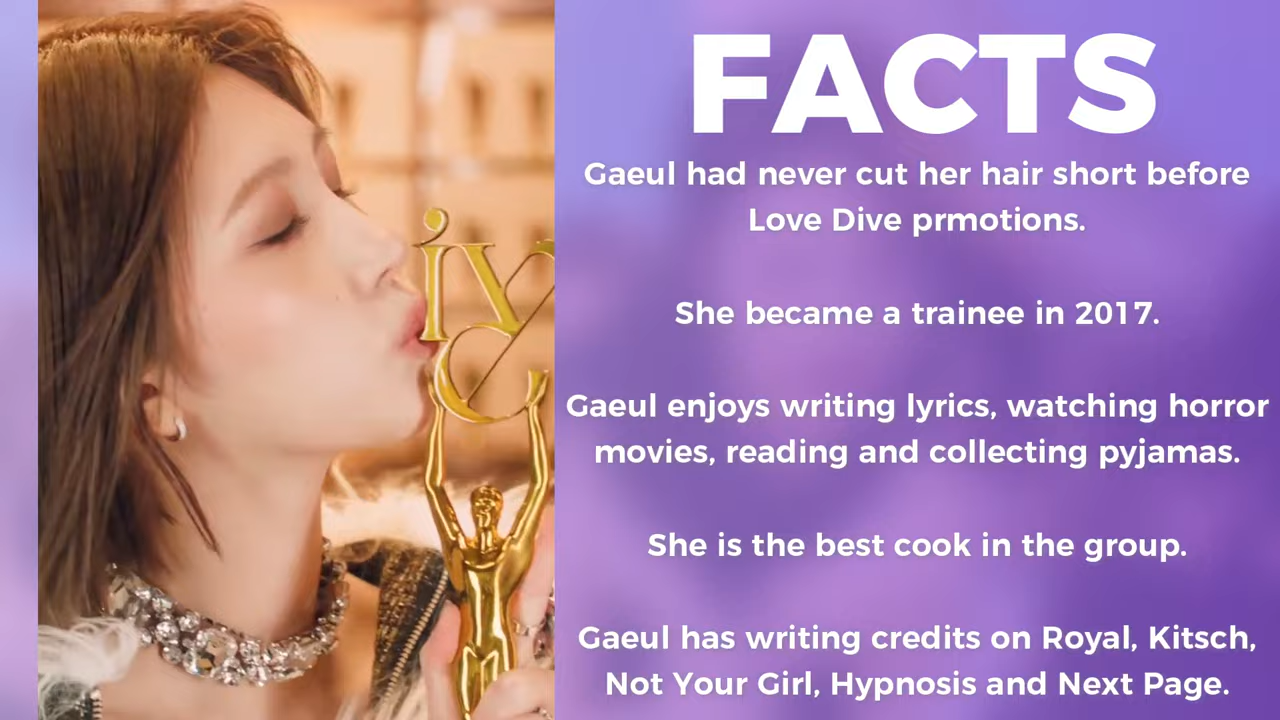 FACTS
Gaeul had never cut her hair short before
Love Dive prmotions.
She became a trainee in 2017.
Gaeul enjoys writing lyrics, watching horror
movies, reading and collecting pyjamas.
She is the best cook in the group.
Gaeul has writing credits on Royal, Kitsch,
Not Your Girl, Hypnosis and Next Page.